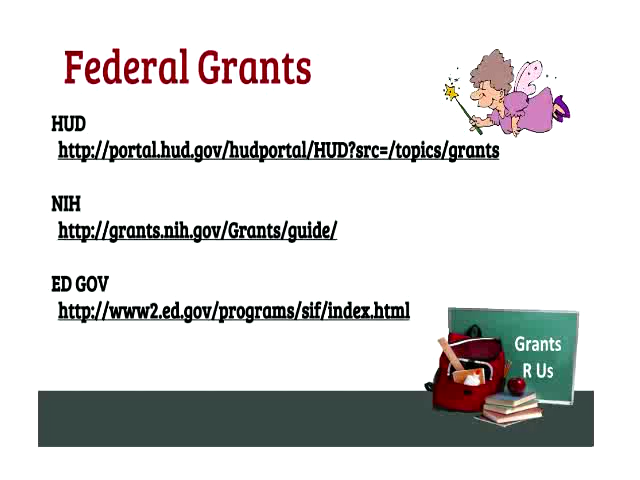 Federal Grants
HUD
http://portal.hud.gov/hudportal/HUD?src=/topics/grants
NIH
http://grants.nih.gov/Grants/guide/
ED GOV
http://www2.ed.gov/programs/sif/index.html
Grants
R Us